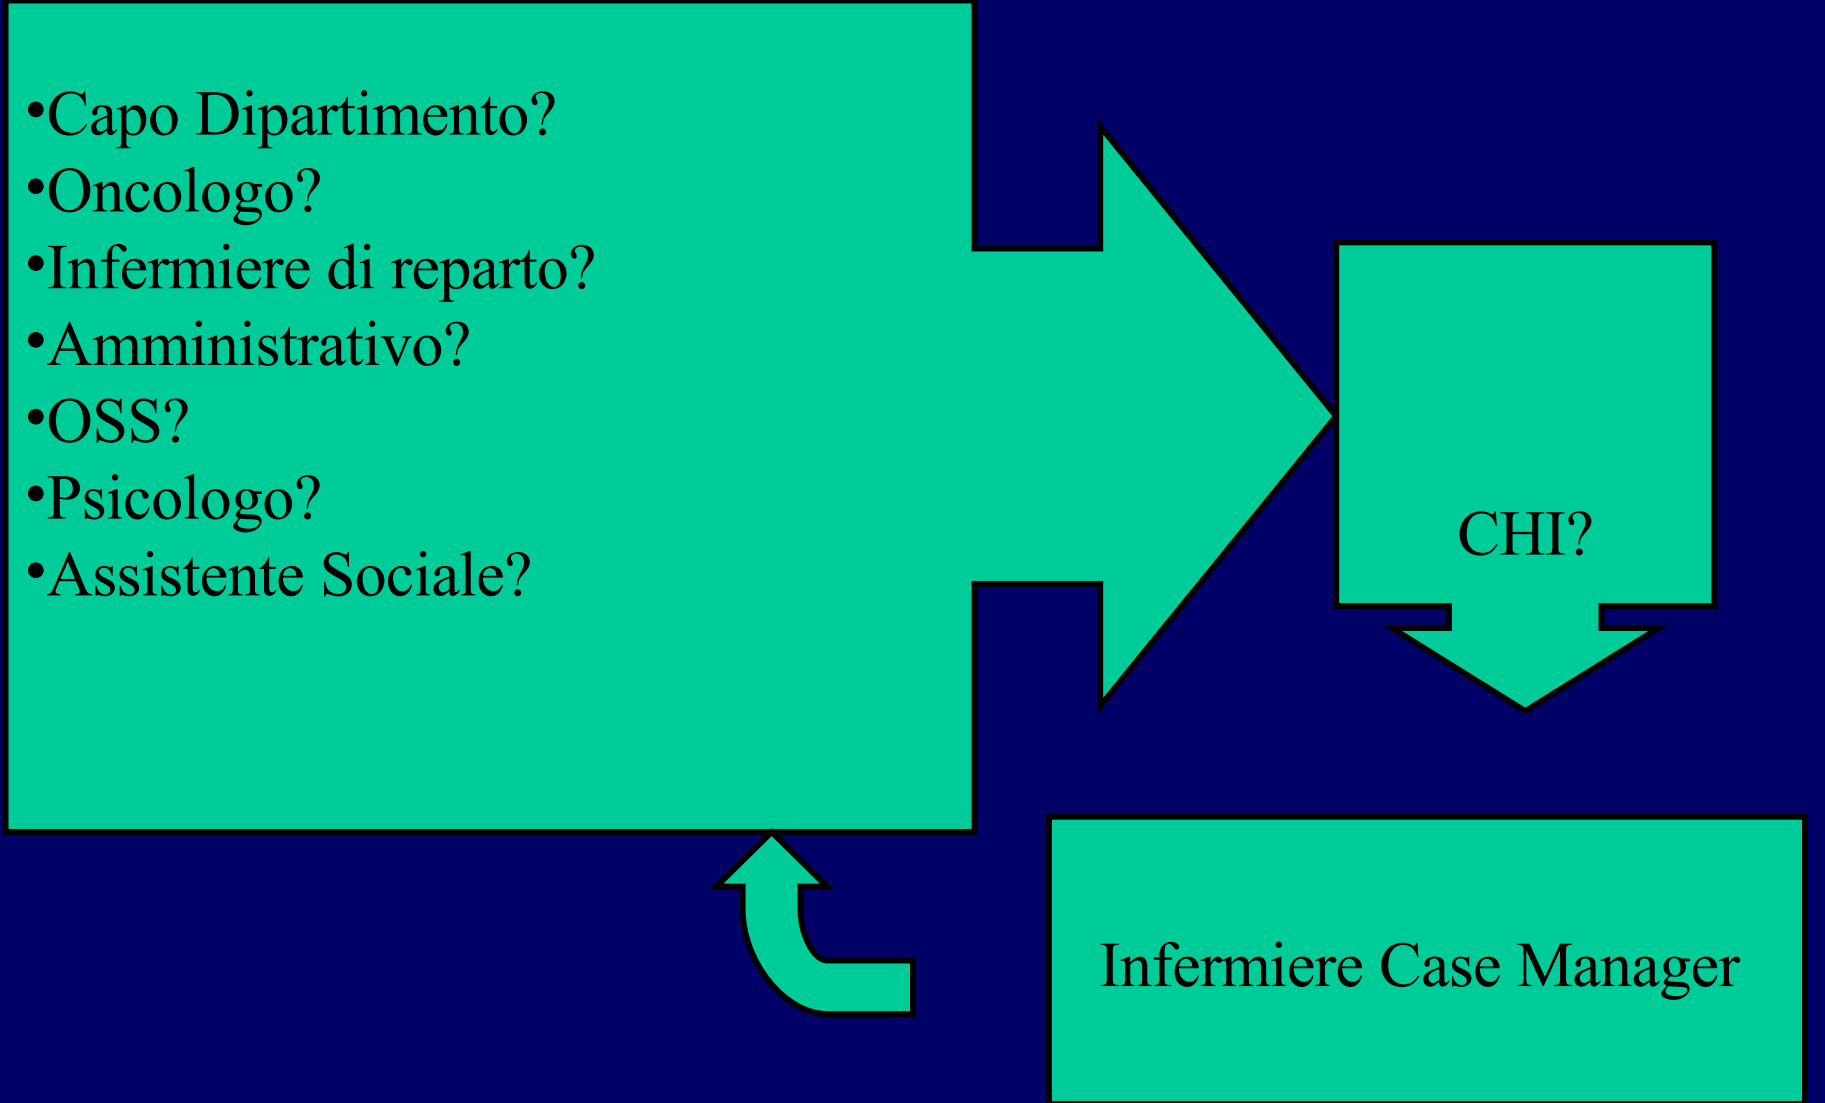 •Capo Dipartimento?
•Oncologo?
•Infermiere di reparto?
•Amministrativo?
•OSS?
•Psicologo?
•Assistente Sociale?
CHI?
Infermiere Case Manager